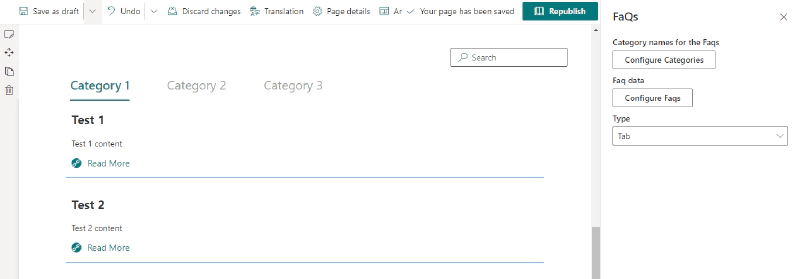 Save as draft Undo Discard changes Translation Page details Ar Your page has been saved Republish
Search
Category 1 Category 2 Category 3
Test 1
Test 1 content
Read More
Test 2
Test 2 content
Read More
FaQs
Category names for the Faqs
Configure Categories
Faq data
Configure Faqs
Type
Tab